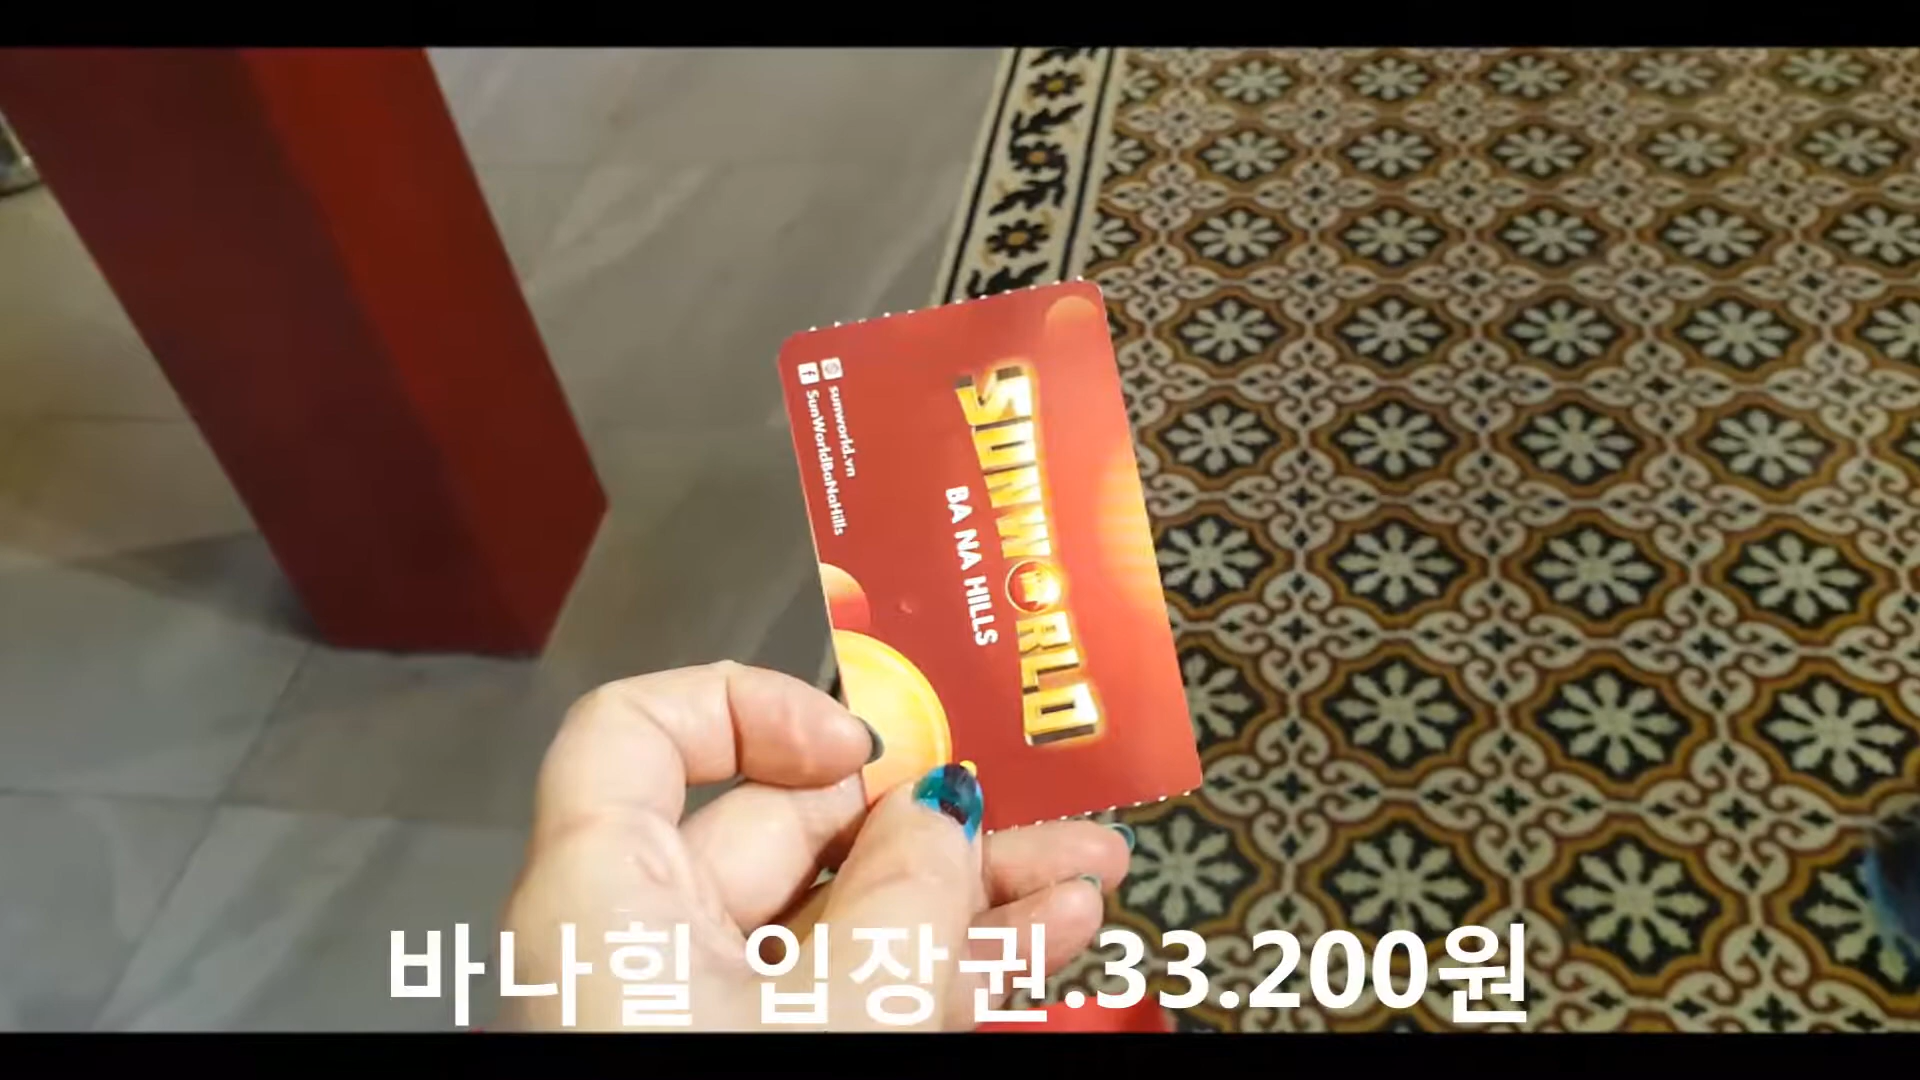 SUNWORLD
BA NA HILLS
sunworld.vn
SunWorldBaNaHills
바나힐 입장권.33.200원